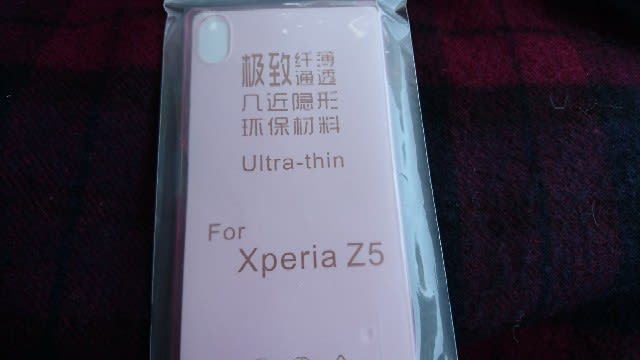 极致纤薄通透
几近隐形
环保材料
Ultra-thin
For
Xperia Z5